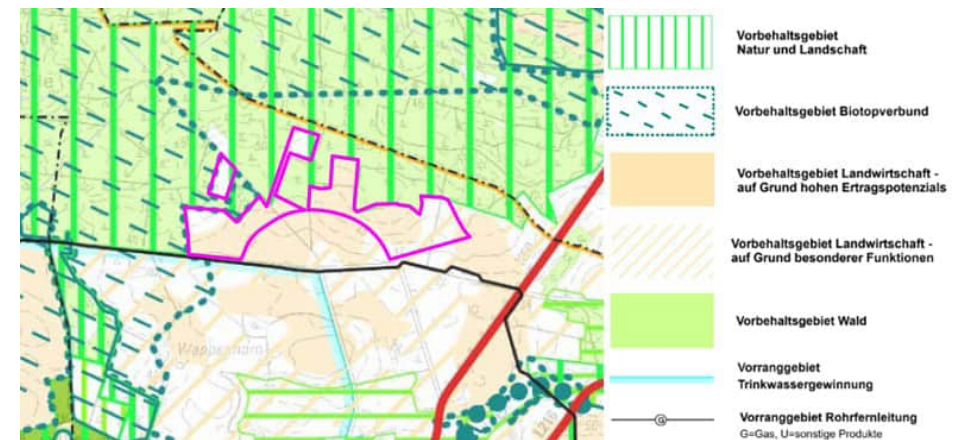 Vorbehaltsgebiet
Natur und Landschaft
Vorbehaltsgebiet Biotopverbund
Vorbehaltsgebiet Landwirtschaft -
auf Grund hohen Ertragspotenzials
Vorbehaltsgebiet Landwirtschaft -
auf Grund besonderer Funktionen
Vorbehaltsgebiet Wald
Vorranggebiet
Trinkwassergewinnung
G
Vorranggebiet Rohrfernleitung
G=Gas, U=sonstige Produkte